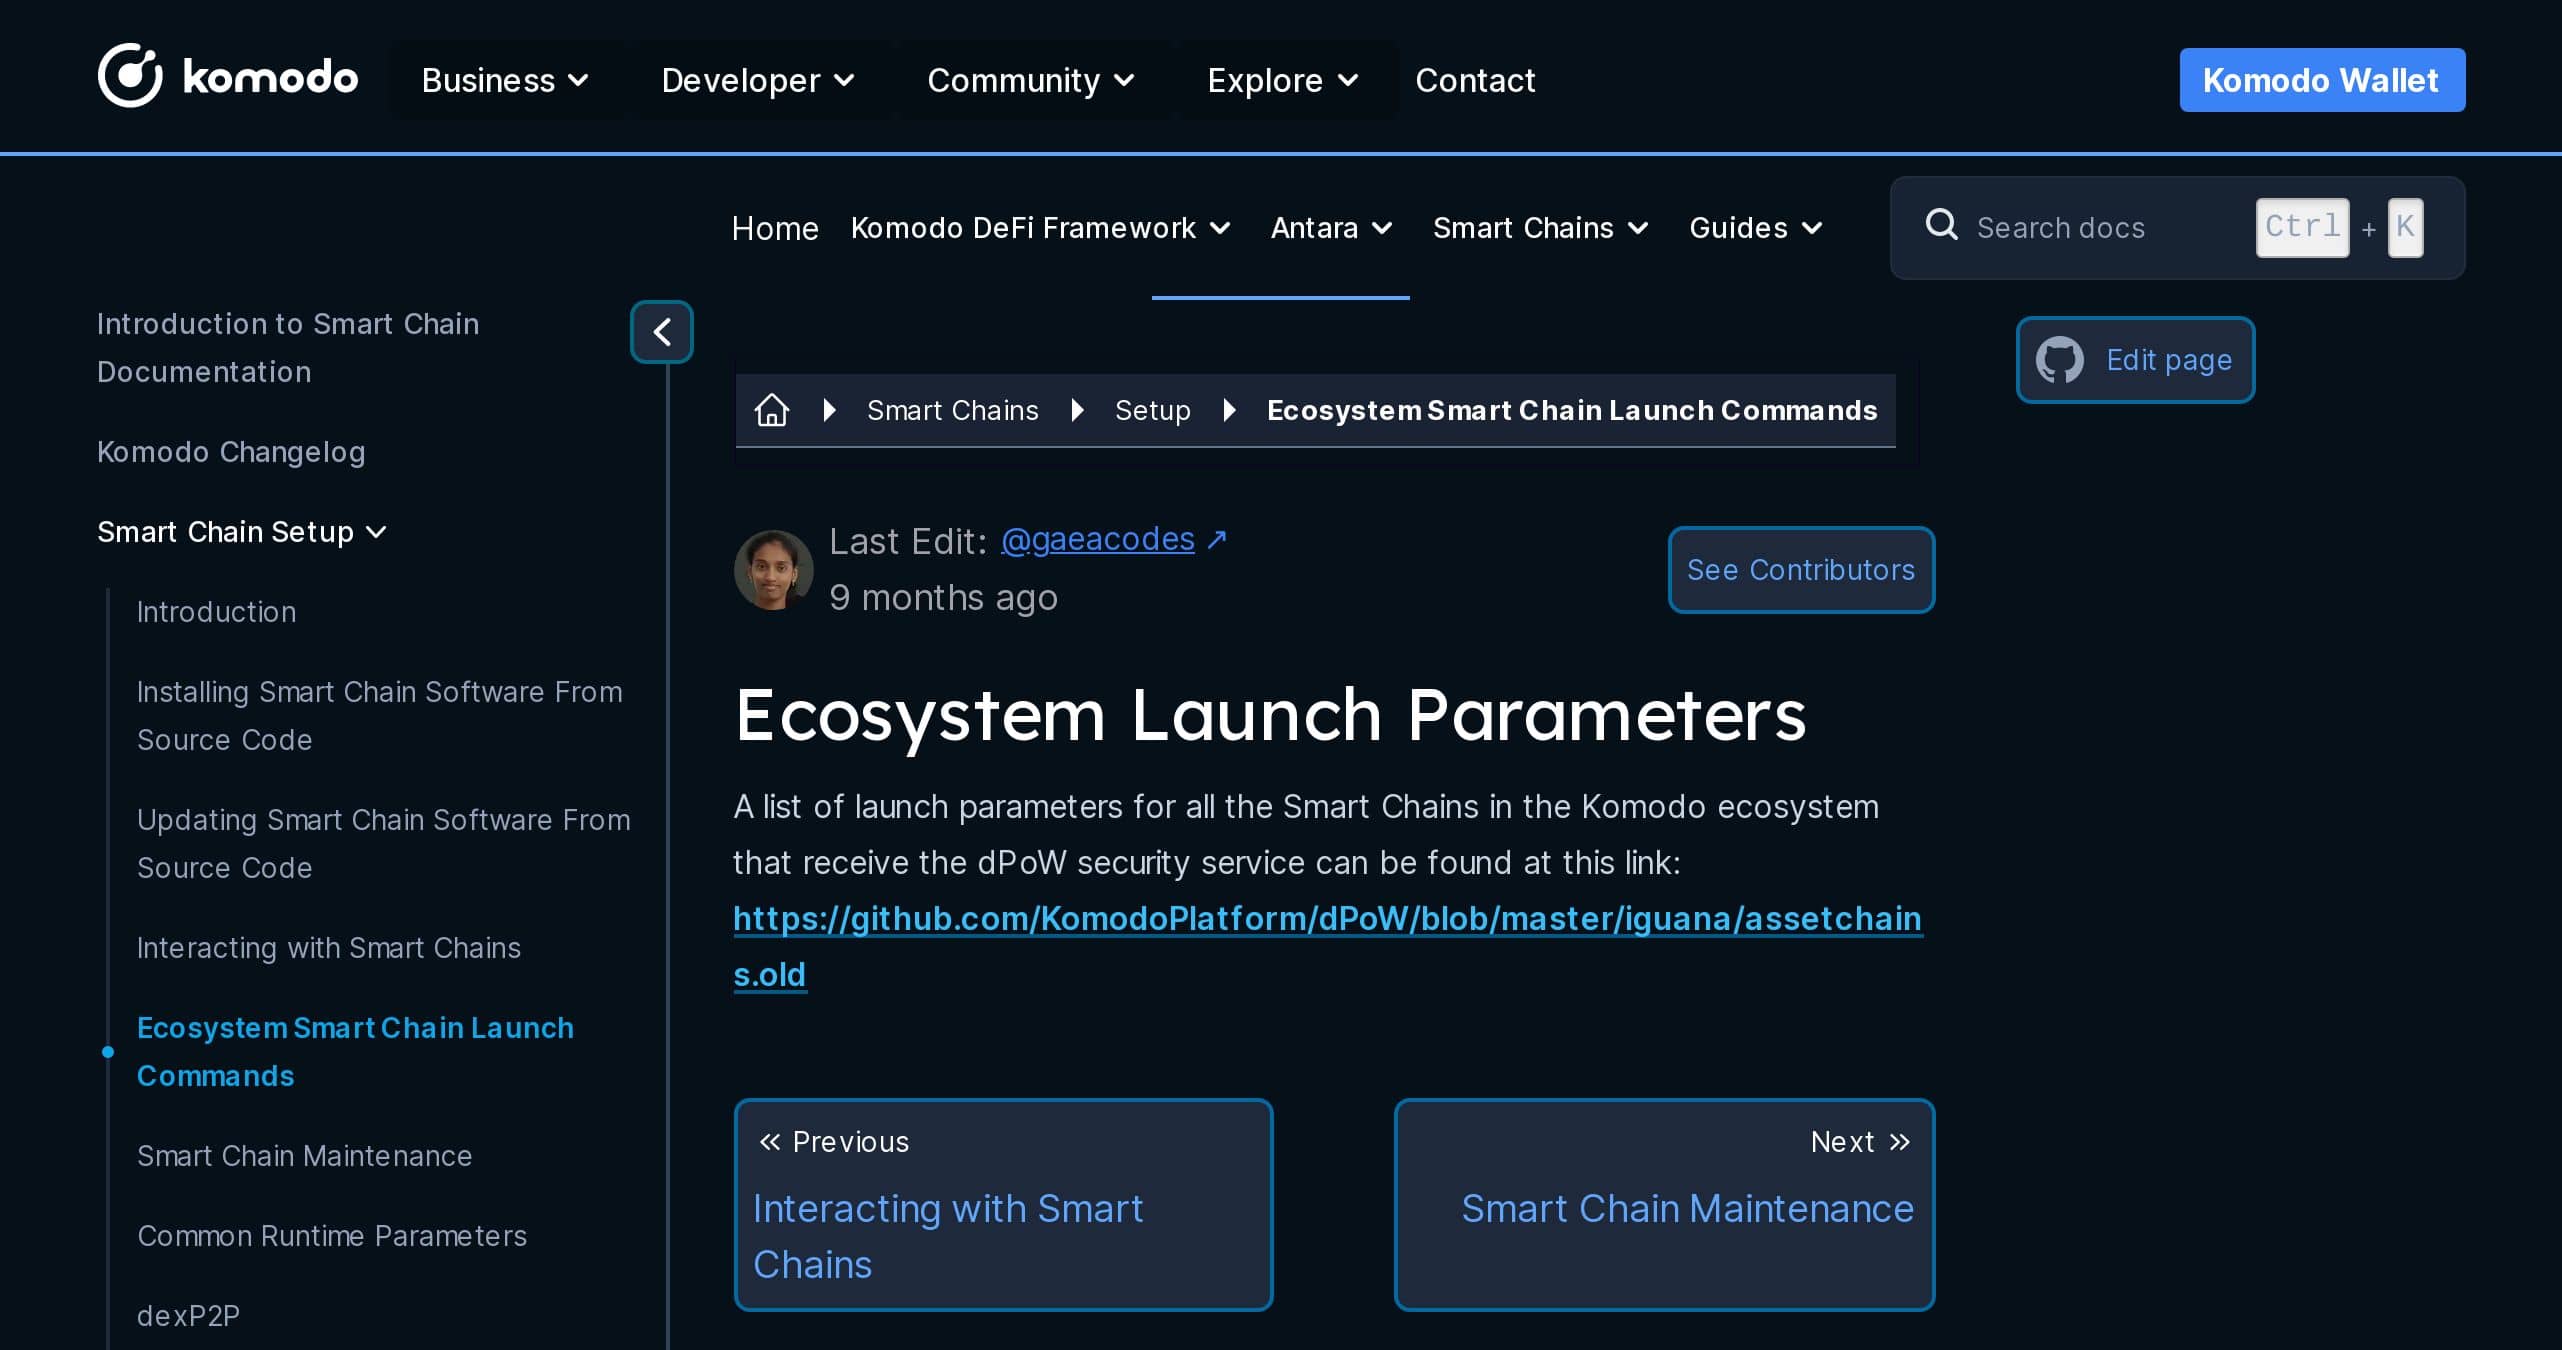 komodo Business Developer Community Explore Contact Komodo Wallet
Home Komodo DeFi Framework Antara Smart Chains Guides Search docs Ctrl + K
Introduction to Smart Chain
Documentation
Komodo Changelog
Smart Chain Setup
Introduction
Installing Smart Chain Software From
Source Code
Updating Smart Chain Software From
Source Code
Interacting with Smart Chains
Ecosystem Smart Chain Launch
Commands
Smart Chain Maintenance
Common Runtime Parameters
dexP2P
Smart Chains Setup Ecosystem Smart Chain Launch Commands
Edit page
Last Edit: @gaeacodes ↗
9 months ago
See Contributors
Ecosystem Launch Parameters
A list of launch parameters for all the Smart Chains in the Komodo ecosystem
that receive the dPoW security service can be found at this link:
https://github.com/KomodoPlatform/dPoW/blob/master/iguana/assetchain
s.old
« Previous
Interacting with Smart
Chains
Next »
Smart Chain Maintenance